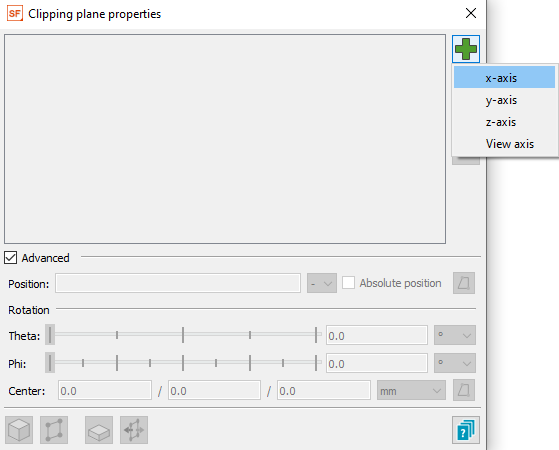 SF Clipping plane properties
x-axis
y-axis
z-axis
View axis
Advanced
Position: - Absolute position
Rotation
Theta: 0.0 °
Phi: 0.0 °
Center: 0.0 / 0.0 / 0.0 mm
?